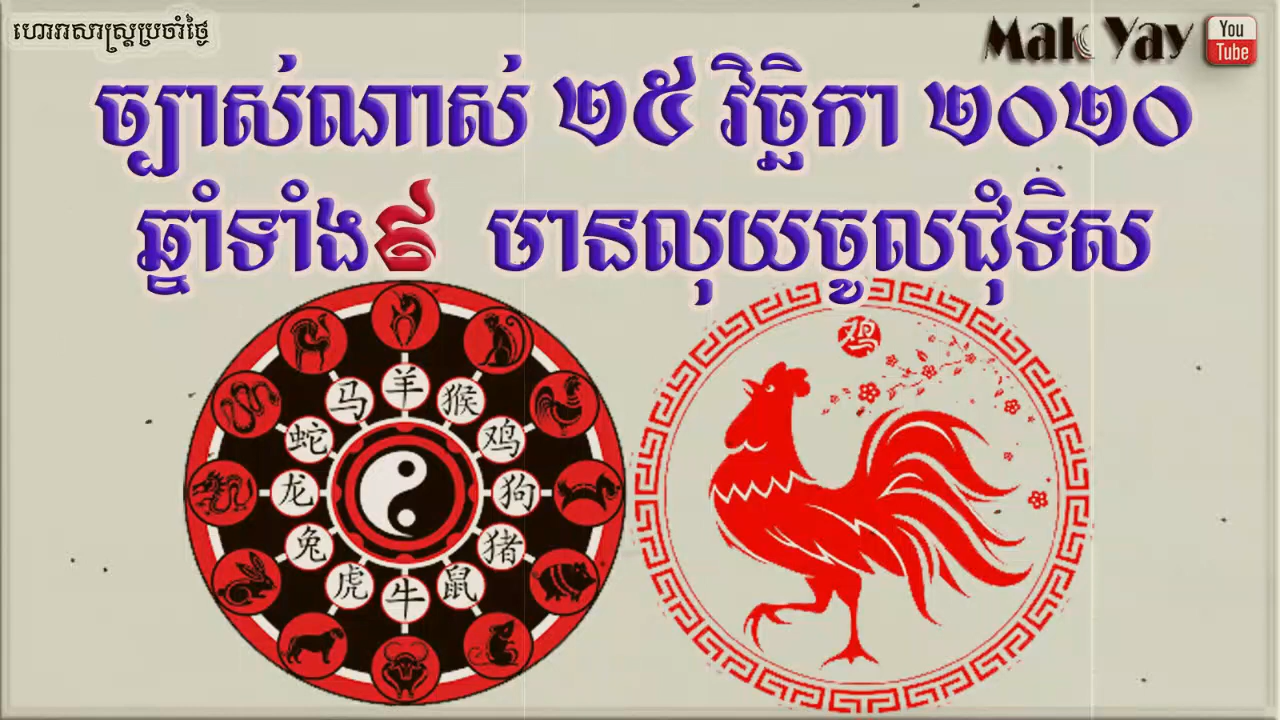 ហោរាសាស្ត្រប្រចាំថ្ងៃ
Mak Yay
You
Tube
ច្បាស់ណាស់ ២៥ វិច្ឆិកា ២០២០
ឆ្នាំទាំង៩ មានលុយចូលជុំទិស
鸡
羊
马
猴
蛇
鸡
龙
狗
兔
猪
虎
鼠
牛